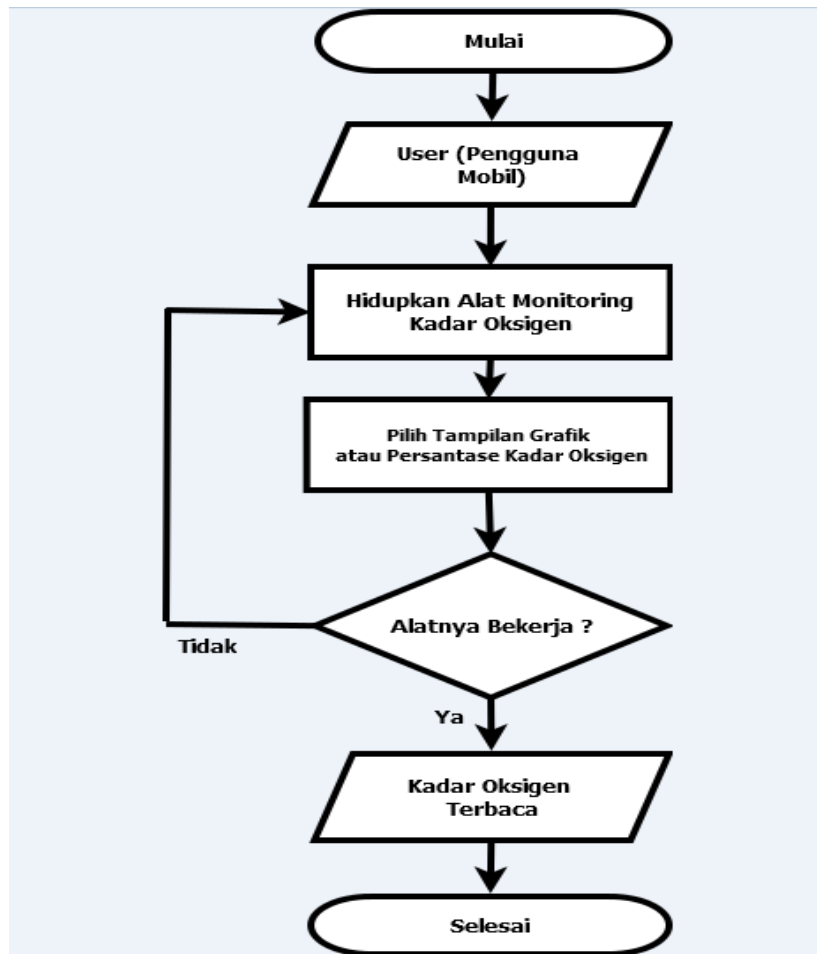 Mulai
User (Pengguna
Mobil)
Hidupkan Alat Monitoring
Kadar Oksigen
Pilih Tampilan Grafik
atau Persantase Kadar Oksigen
Alatnya Bekerja ?
Tidak
Ya
Kadar Oksigen
Terbaca
Selesai